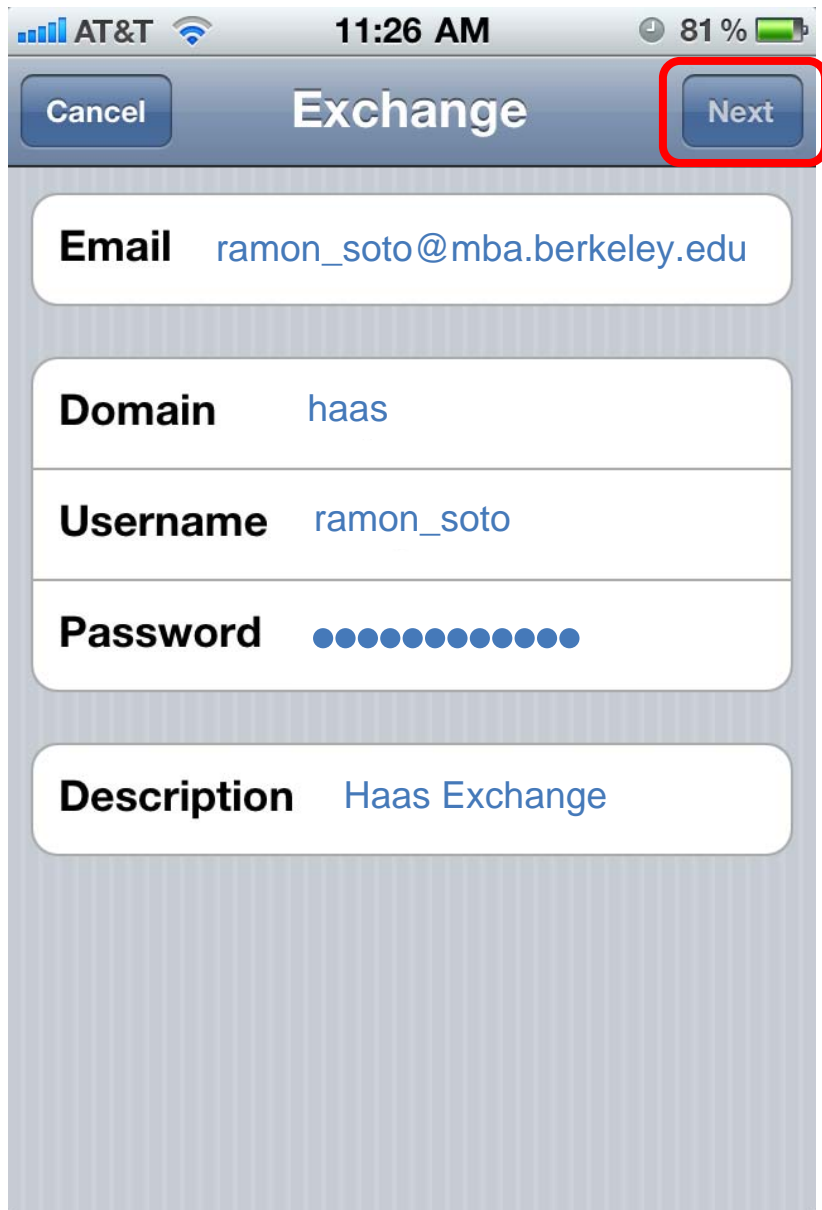 AT&T 11:26 AM 81 %
Cancel Exchange Next
Email ramon_soto@mba.berkeley.edu
Domain haas
Username ramon_soto
Password ●●●●●●●●●●●●
Description Haas Exchange